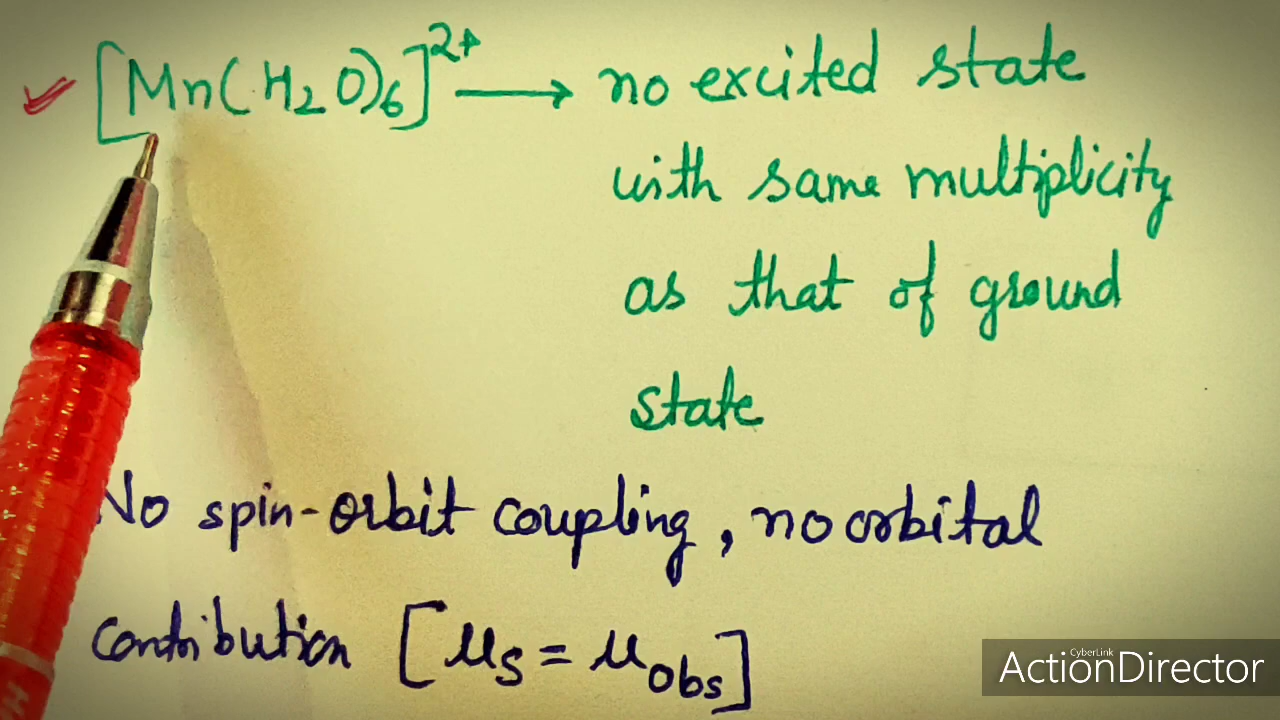 [Mn(H2O)6]2+ → no excited state
with same multiplicity
as that of ground
state
No spin-orbit coupling, no orbital
contribution [μs = μobs]
CyberLink
ActionDirector